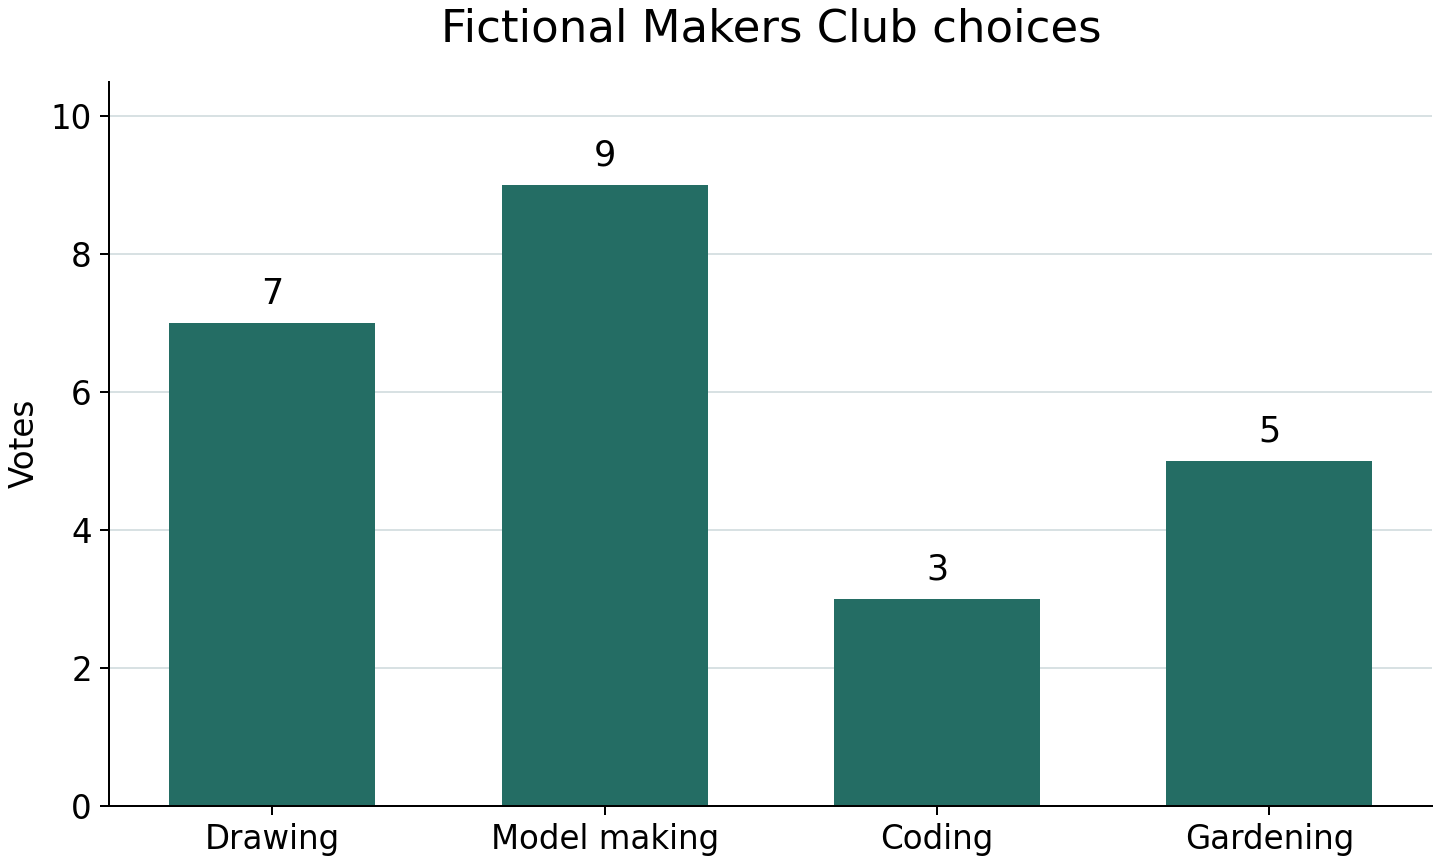 Fictional Makers Club choices
Votes
10
8
6
4
2
0
7
9
3
5
Drawing
Model making
Coding
Gardening